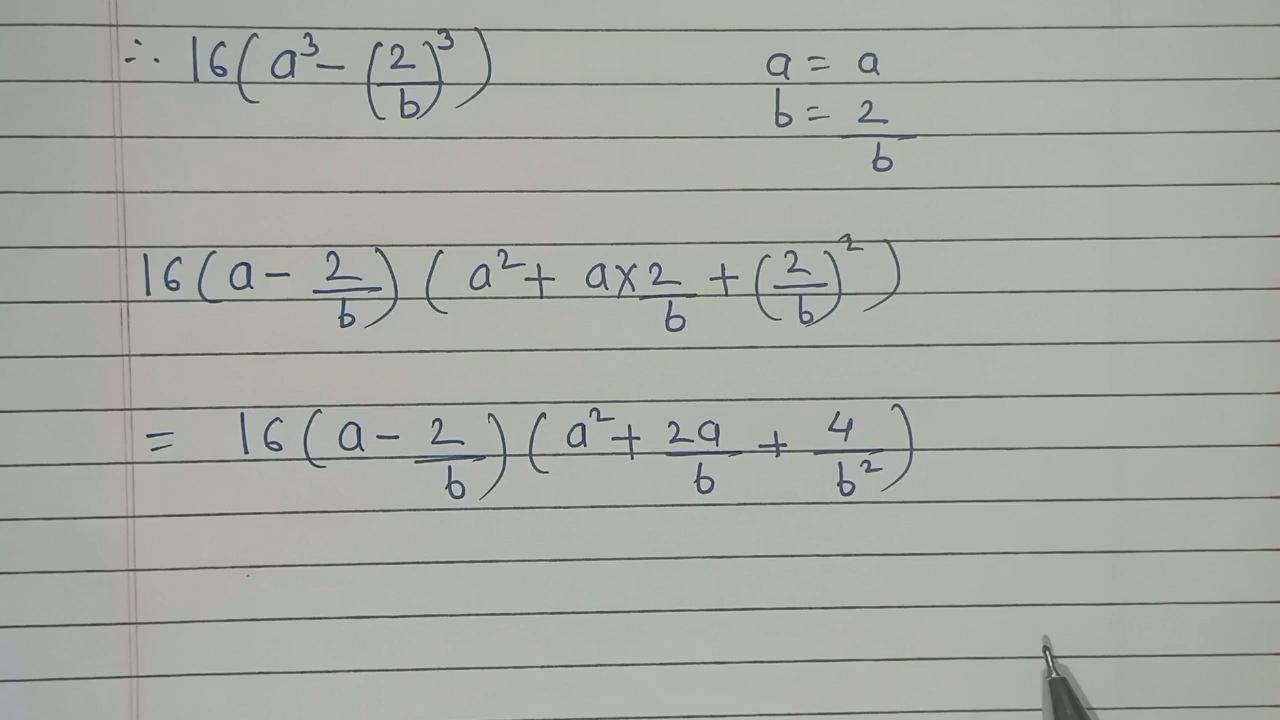 ∴ 16(a³ - (2/b)³)
a = a
b = 2/b
16(a - 2/b) (a² + a × 2/b + (2/b)²)
= 16(a - 2/b) (a² + 2a/b + 4/b²)